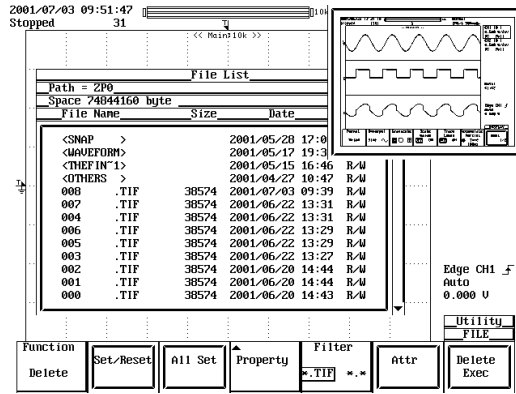 2001/07/03 09:51:47
Stopped 31
<< Main:10k >>
File List
Path = ZP0
Space 74844160 byte
File Name Size Date
<SNAP > 2001/05/28
<WAVEFORM> 2001/05/17
<THEFIN~1> 2001/05/15 16:46 R/W
<OTHERS > 2001/04/27 10:47 R/W
008 .TIF 38574 2001/07/03 09:39 R/W
007 .TIF 38574 2001/06/22 13:31 R/W
004 .TIF 38574 2001/06/22 13:31 R/W
006 .TIF 38574 2001/06/22 13:29 R/W
005 .TIF 38574 2001/06/22 13:29 R/W
003 .TIF 38574 2001/06/22 13:27 R/W
002 .TIF 38574 2001/06/20 14:44 R/W
001 .TIF 38574 2001/06/20 14:44 R/W
000 .TIF 38574 2001/06/20 14:43 R/W
Edge CH1
Auto
0.000 V
Utility
FILE
Function
Delete
Set/Reset
All Set
Property
Filter
*.TIF *.*
Attr
Delete
Exec